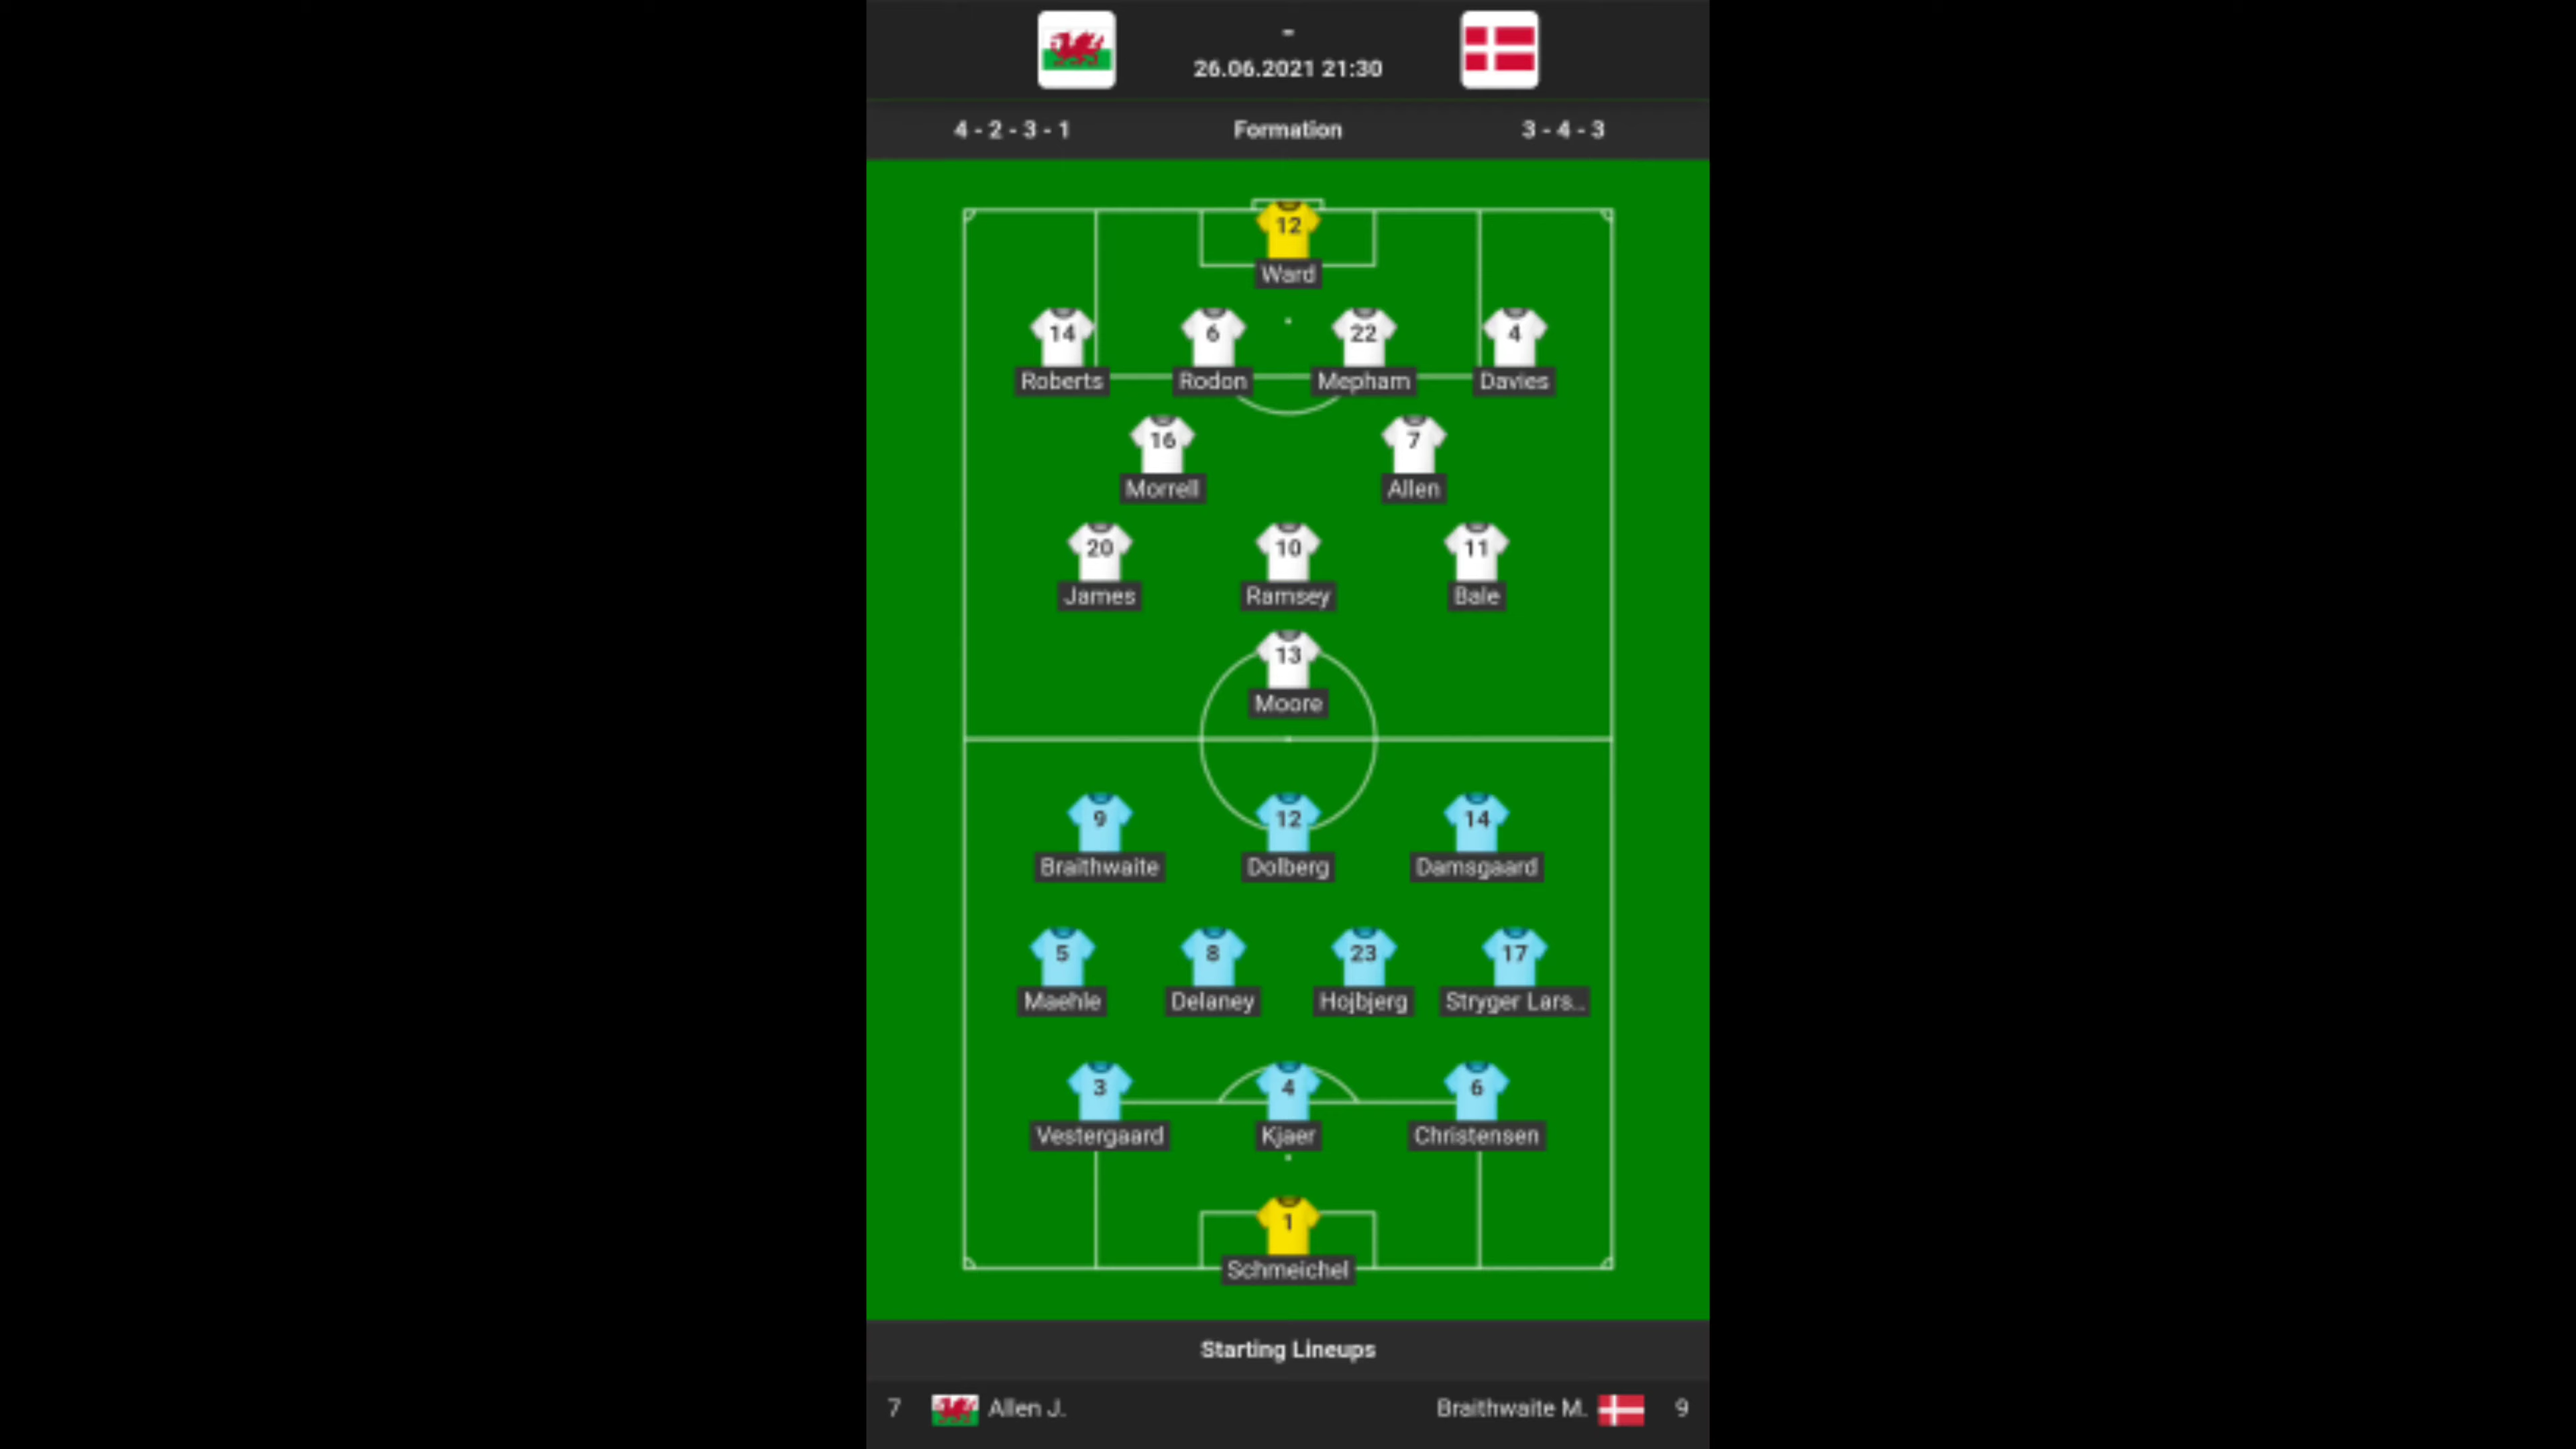 -
26.06.2021 21:30
4 - 2 - 3 - 1 Formation 3 - 4 - 3
12
Ward
14 6 22 4
Roberts Rodon Mepham Davies
16 7
Morrell Allen
20 10 11
James Ramsey Bale
13
Moore
9 12 14
Braithwaite Dolberg Damsgaard
5 8 23 17
Maehle Delaney Hojbjerg Stryger Lars...
3 4 6
Vestergaard Kjaer Christensen
1
Schmeichel
Starting Lineups
7 Allen J. Braithwaite M. 9